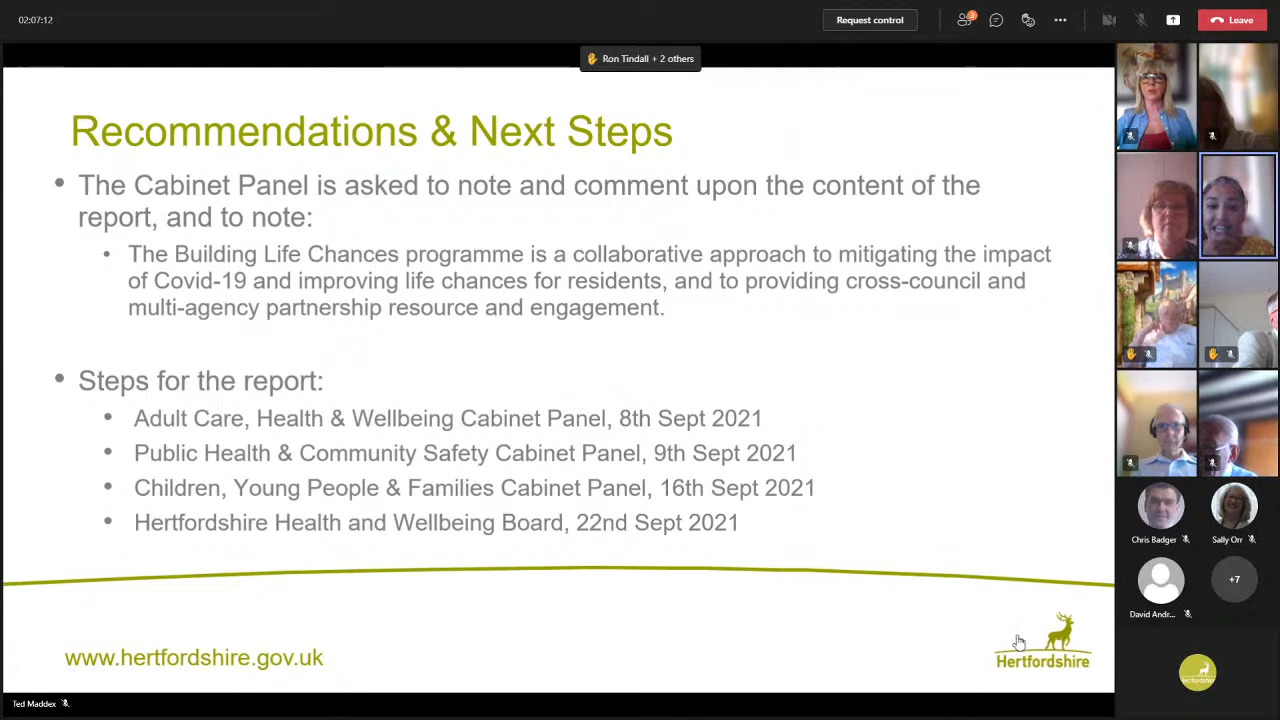 02:07:12
Request control
3
Leave
Ron Tindall + 2 others
Recommendations & Next Steps
• The Cabinet Panel is asked to note and comment upon the content of the
report, and to note:
• The Building Life Chances programme is a collaborative approach to mitigating the impact
of Covid-19 and improving life chances for residents, and to providing cross-council and
multi-agency partnership resource and engagement.
• Steps for the report:
• Adult Care, Health & Wellbeing Cabinet Panel, 8th Sept 2021
• Public Health & Community Safety Cabinet Panel, 9th Sept 2021
• Children, Young People & Families Cabinet Panel, 16th Sept 2021
• Hertfordshire Health and Wellbeing Board, 22nd Sept 2021
www.hertfordshire.gov.uk
Hertfordshire
Chris Badger
Sally Orr
David Andr...
+7
Hertfordshire
Ted Maddex